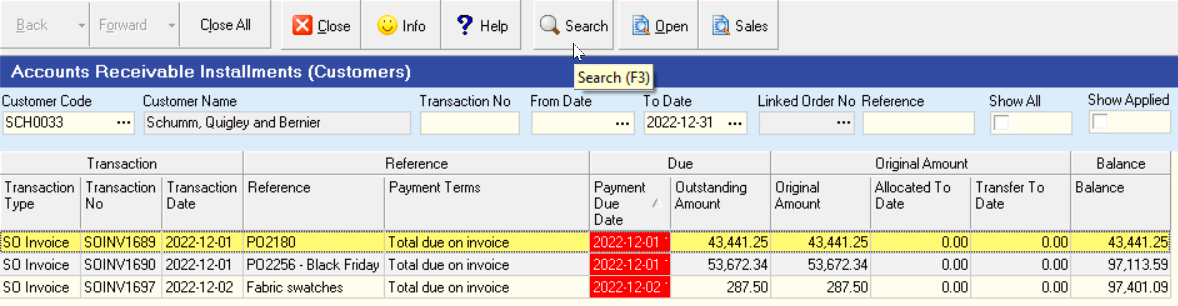 Back Forward Close All Close Info Help Search Open Sales
Search (F3)
Accounts Receivable Installments (Customers)
Customer Code Customer Name Transaction No From Date To Date Linked Order No Reference Show All Show Applied
SCH0033 ... Schumm, Quigley and Bernier ... 2022-12-31 ... ...
Transaction Reference Due Original Amount Balance
Transaction Type Transaction No Transaction Date Reference Payment Terms Payment Due Date Outstanding Amount Original Amount Allocated To Date Transfer To Date Balance
SO Invoice SOINV1689 2022-12-01 PO2180 Total due on invoice 2022-12-01 43,441.25 43,441.25 0.00 0.00 43,441.25
SO Invoice SOINV1690 2022-12-01 PO2256 - Black Friday Total due on invoice 2022-12-01 53,672.34 53,672.34 0.00 0.00 97,113.59
SO Invoice SOINV1697 2022-12-02 Fabric swatches Total due on invoice 2022-12-02 287.50 287.50 0.00 0.00 97,401.09